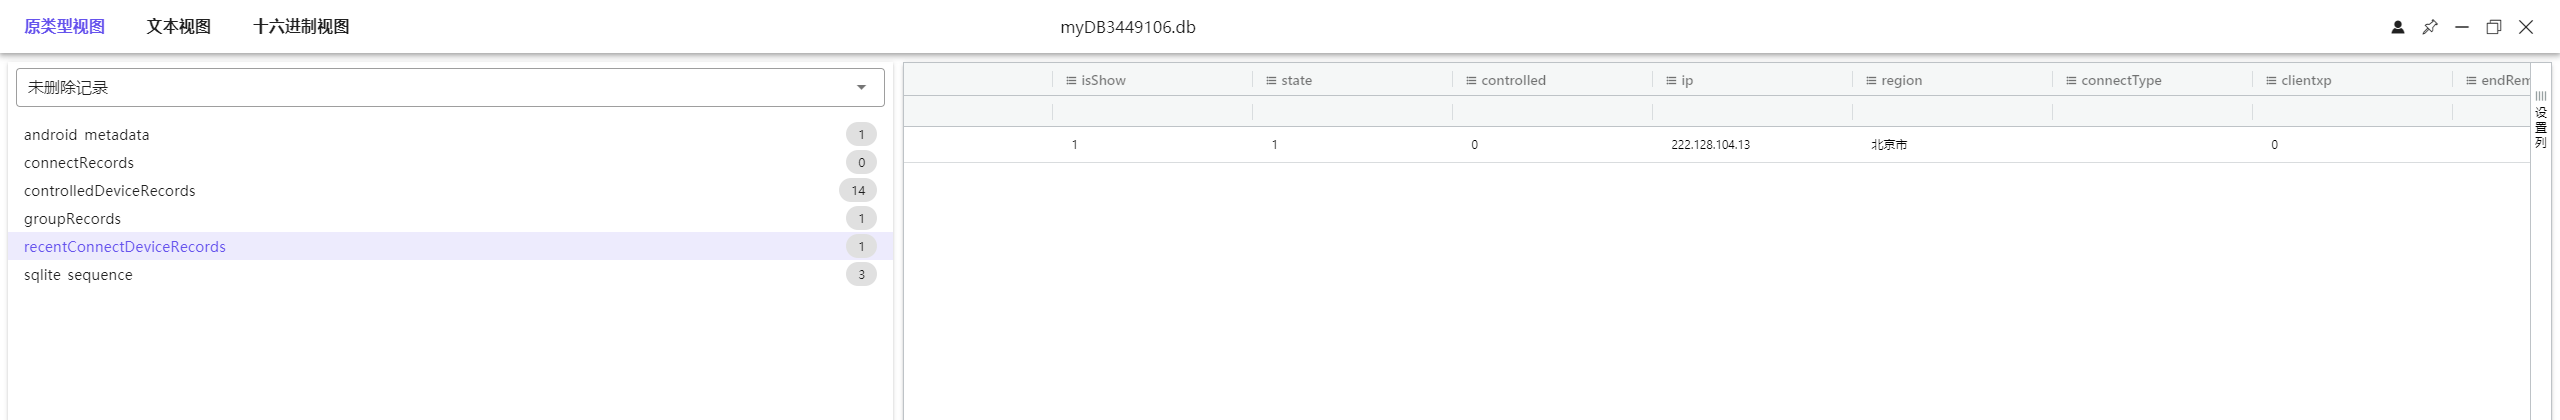 原类型视图 文本视图 十六进制视图 myDB3449106.db
未删除记录
android_metadata 1
connectRecords 0
controlledDeviceRecords 14
groupRecords 1
recentConnectDeviceRecords 1
sqlite_sequence 3
isShow state controlled ip region connectType clientxp endRem
1 1 0 222.128.104.13 北京市 0
设置列